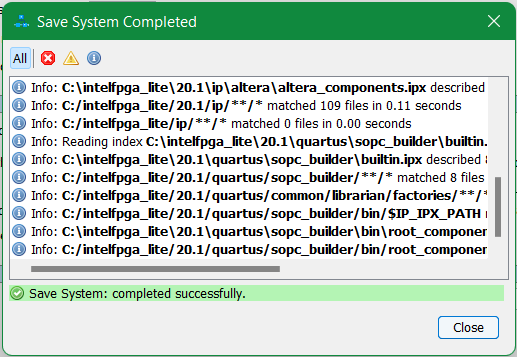 Save System Completed
All
Info: C:\intelfpga_lite\20.1\ip\altera\altera_components.ipx described
Info: C:/intelfpga_lite/20.1/ip/**/* matched 109 files in 0.11 seconds
Info: C:/intelfpga_lite/ip/**/* matched 0 files in 0.00 seconds
Info: Reading index C:\intelfpga_lite\20.1\quartus\sopc_builder\builtin.
Info: C:\intelfpga_lite\20.1\quartus\sopc_builder\builtin.ipx described
Info: C:/intelfpga_lite/20.1/quartus/sopc_builder/**/* matched 8 files
Info: C:/intelfpga_lite/20.1/quartus/common/librarian/factories/**/*
Info: C:/intelfpga_lite/20.1/quartus/sopc_builder/bin/$IP_IPX_PATH
Info: C:\intelfpga_lite\20.1\quartus\sopc_builder\bin\root_componen
Info: C:/intelfpga_lite/20.1/quartus/sopc_builder/bin/root_componen
Save System: completed successfully.
Close